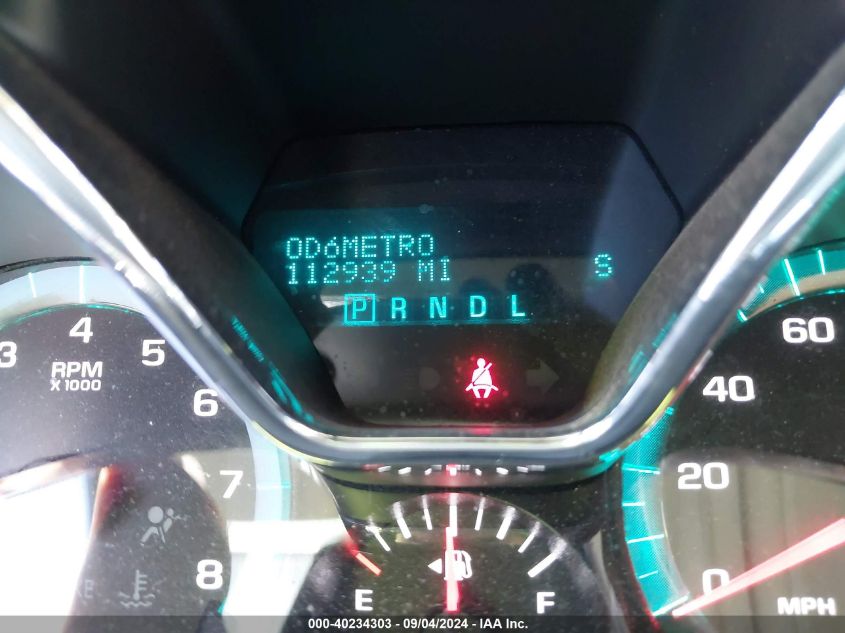 ODóMETRO
112939 MI
S
P R N D L
3
4
5
6
7
8
RPM
X 1000
60
40
20
0
MPH
E
F
000-40234303 - 09/04/2024 - IAA Inc.